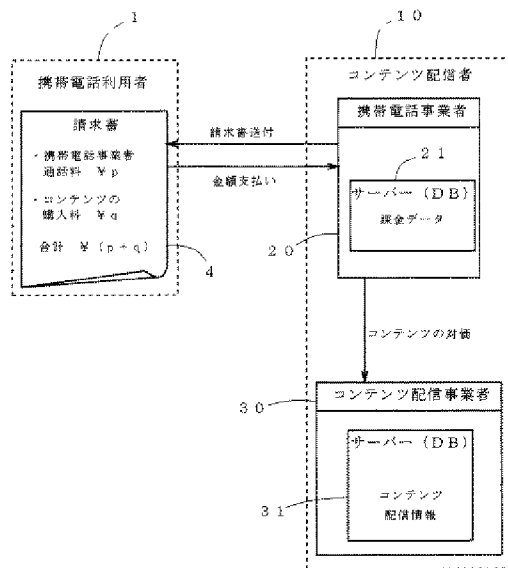 1
携帯電話利用者
請求書
・携帯電話事業者
通話料 ¥p
・コンテンツの
購入料 ¥q
合計 ¥(p+q)
4
請求書送付
金額支払い
10
コンテンツ配信者
携帯電話事業者
21
サーバー(DB)
課金データ
20
コンテンツの対価
30
コンテンツ配信事業者
サーバー(DB)
コンテンツ
配信情報
31